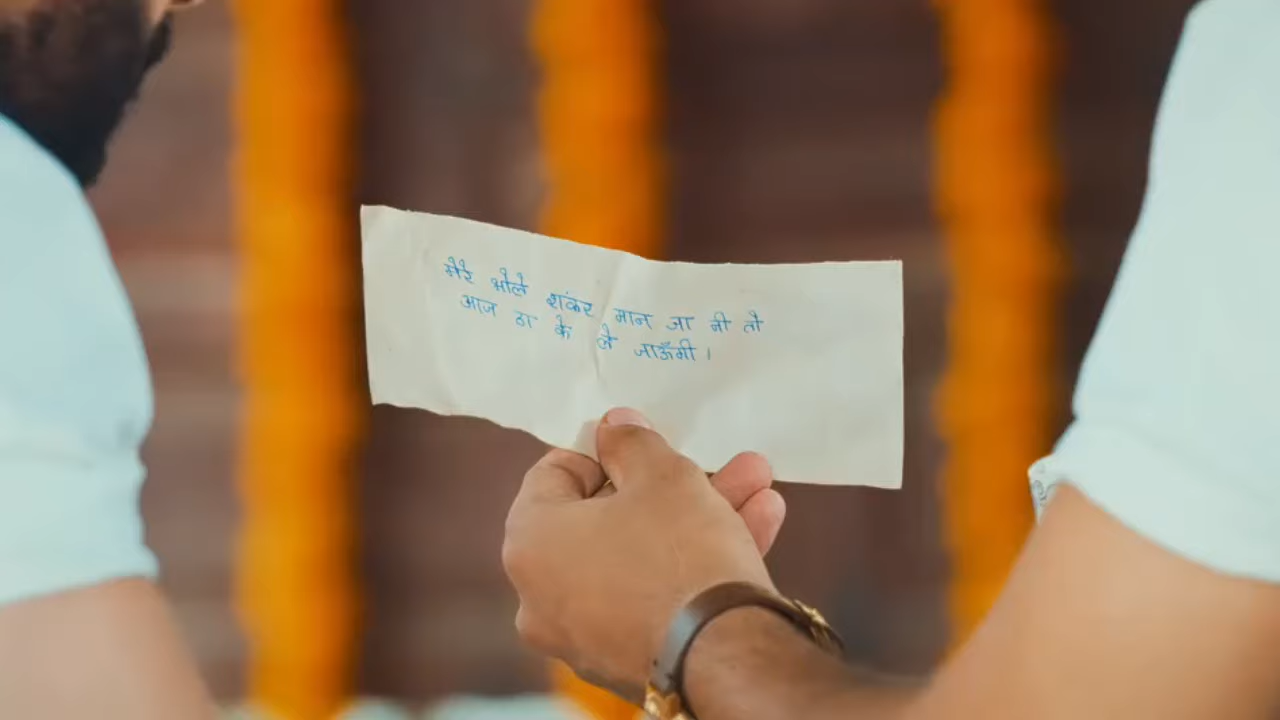 मेरे भोले शंकर मान जा नी तो
आज ठा के ले जाऊँगी।